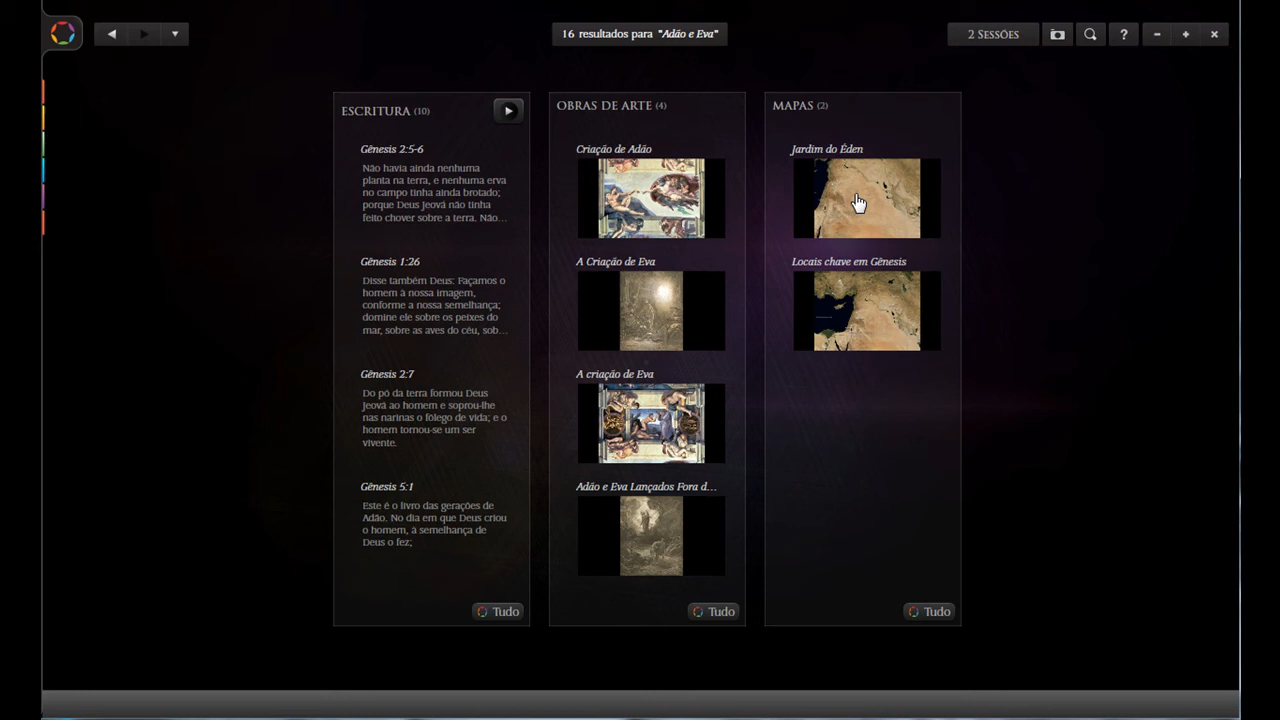 16 resultados para "Adão e Eva"
2 SESSÕES
?
ESCRITURA (10)
Gênesis 2:5-6
Não havia ainda nenhuma
planta na terra, e nenhuma erva
no campo tinha ainda brotado;
porque Deus Jeová não tinha
feito chover sobre a terra. Não...
Gênesis 1:26
Disse também Deus: Façamos o
homem à nossa imagem,
conforme a nossa semelhança;
domine ele sobre os peixes do
mar, sobre as aves do céu, sob...
Gênesis 2:7
Do pó da terra formou Deus
Jeová ao homem e soprou-lhe
nas narinas o fôlego de vida; e o
homem tornou-se um ser
vivente.
Gênesis 5:1
Este é o livro das gerações de
Adão. No dia em que Deus criou
o homem, à semelhança de
Deus o fez;
Tudo
OBRAS DE ARTE (4)
Criação de Adão
A Criação de Eva
A criação de Eva
Adão e Eva Lançados Fora d...
Tudo
MAPAS (2)
Jardim do Éden
Locais chave em Gênesis
Tudo